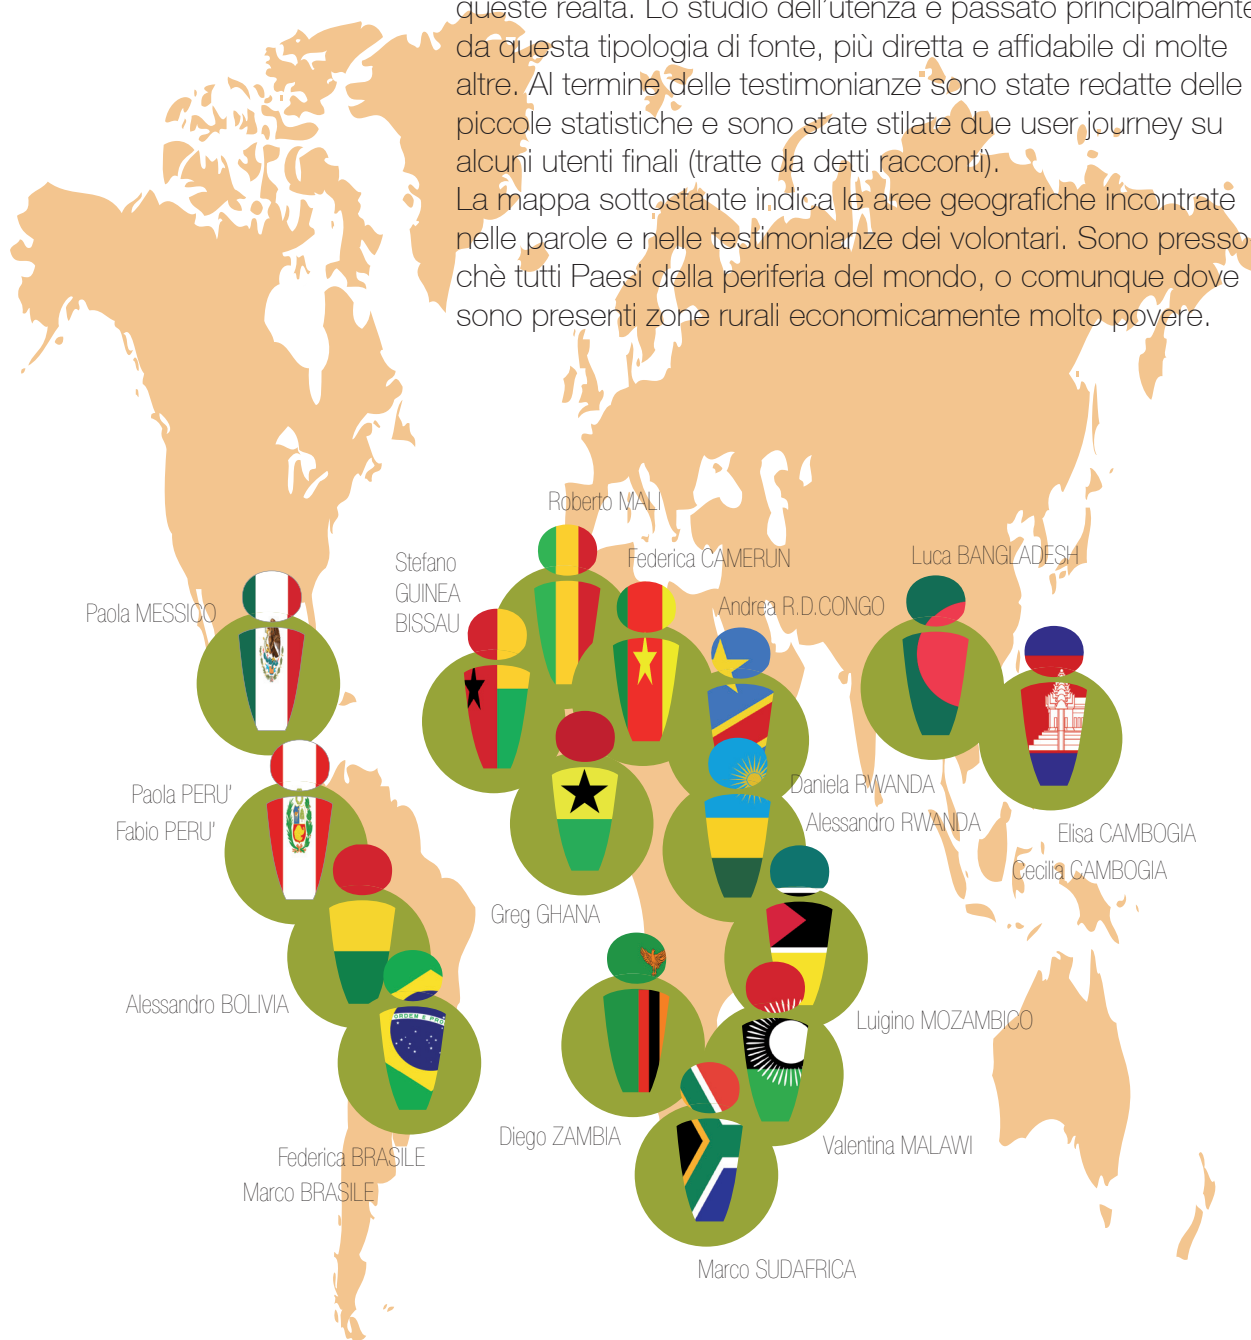 queste realtà. Lo studio dell'utenza è passato principalmente
da questa tipologia di fonte, più diretta e affidabile di molte
altre. Al termine delle testimonianze sono state redatte delle
piccole statistiche e sono state stilate due user journey su
alcuni utenti finali (tratte da detti racconti).
La mappa sottostante indica le aree geografiche incontrate
nelle parole e nelle testimonianze dei volontari. Sono presso
chè tutti Paesi della periferia del mondo, o comunque dove
sono presenti zone rurali economicamente molto povere.
Roberto MALI
Stefano
GUINEA
BISSAU
Federica CAMERUN
Luca BANGLADESH
Paola MESSICO
Andrea R.D.CONGO
Paola PERU'
Fabio PERU'
Daniela RWANDA
Alessandro RWANDA
Elisa CAMBOGIA
Cecilia CAMBOGIA
Greg GHANA
Alessandro BOLIVIA
ORDEM E PRO
Luigino MOZAMBICO
Diego ZAMBIA
Valentina MALAWI
Federica BRASILE
Marco BRASILE
Marco SUDAFRICA